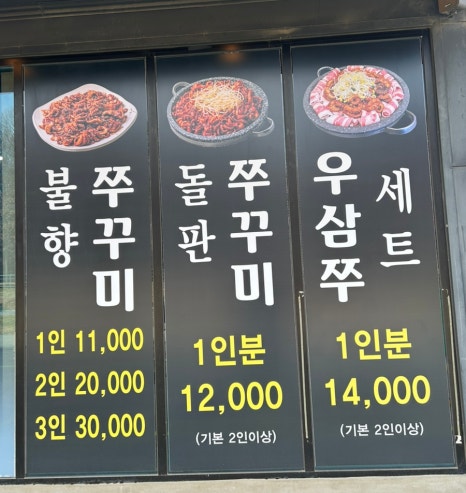 불향
쭈꾸미
1인 11,000
2인 20,000
3인 30,000
돌판
쭈꾸미
1인분
12,000
(기본 2인이상)
우삼쭈
세트
1인분
14,000
(기본 2인이상)
2